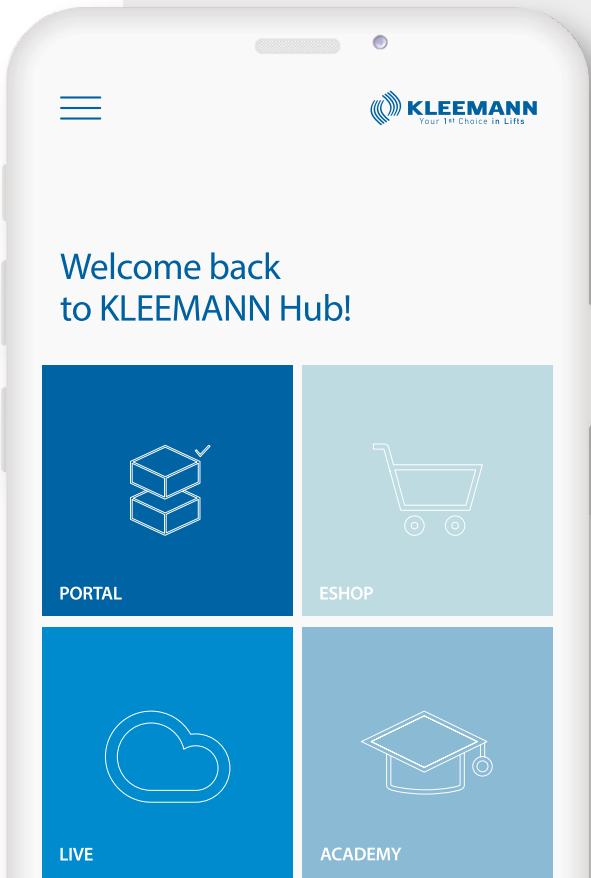 KLEEMANN
Your 1st Choice in Lifts
Welcome back
to KLEEMANN Hub!
PORTAL
ESHOP
LIVE
ACADEMY